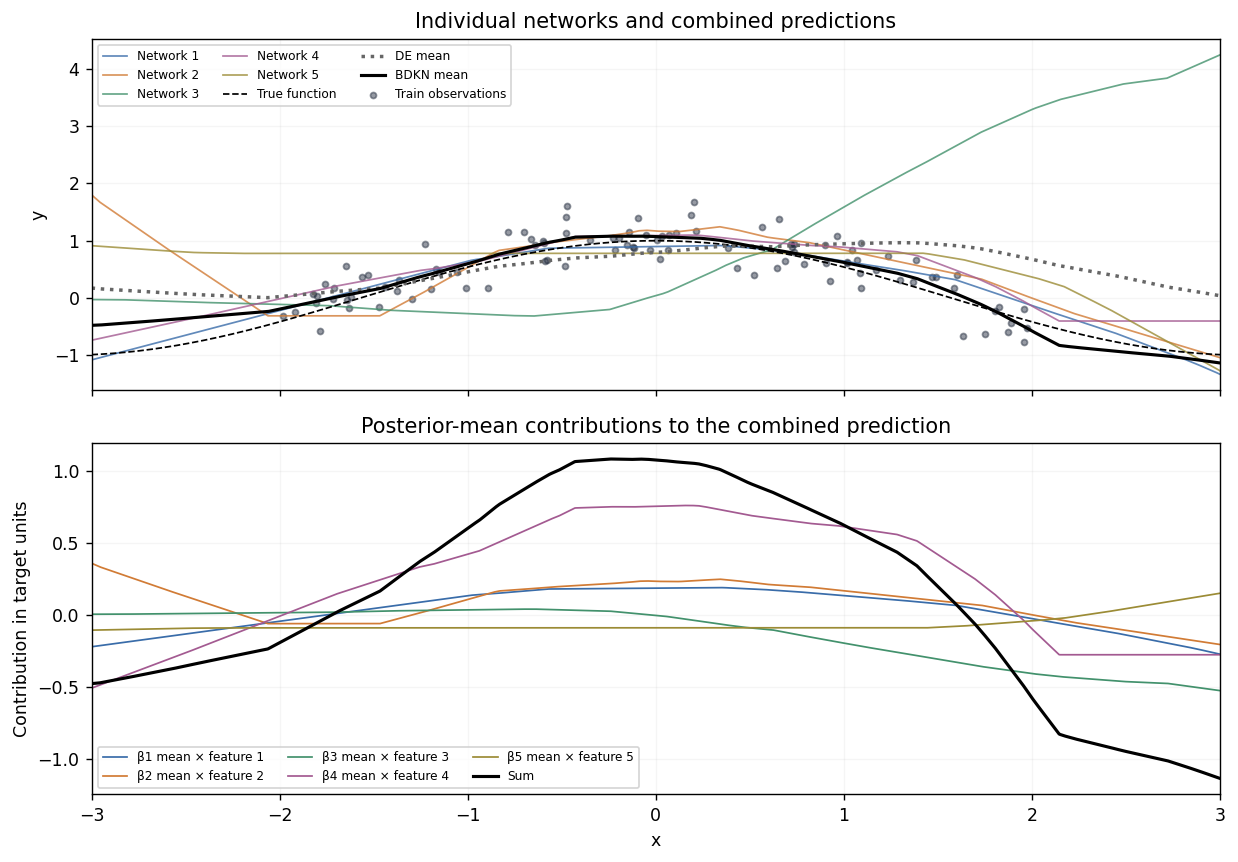 Individual networks and combined predictions
Network 1
Network 2
Network 3
Network 4
Network 5
True function
DE mean
BDKN mean
Train observations
y
4
3
2
1
0
−1
Posterior-mean contributions to the combined prediction
Contribution in target units
1.0
0.5
0.0
−0.5
−1.0
β1 mean × feature 1
β2 mean × feature 2
β3 mean × feature 3
β4 mean × feature 4
β5 mean × feature 5
Sum
−3 −2 −1 0 1 2 3
x